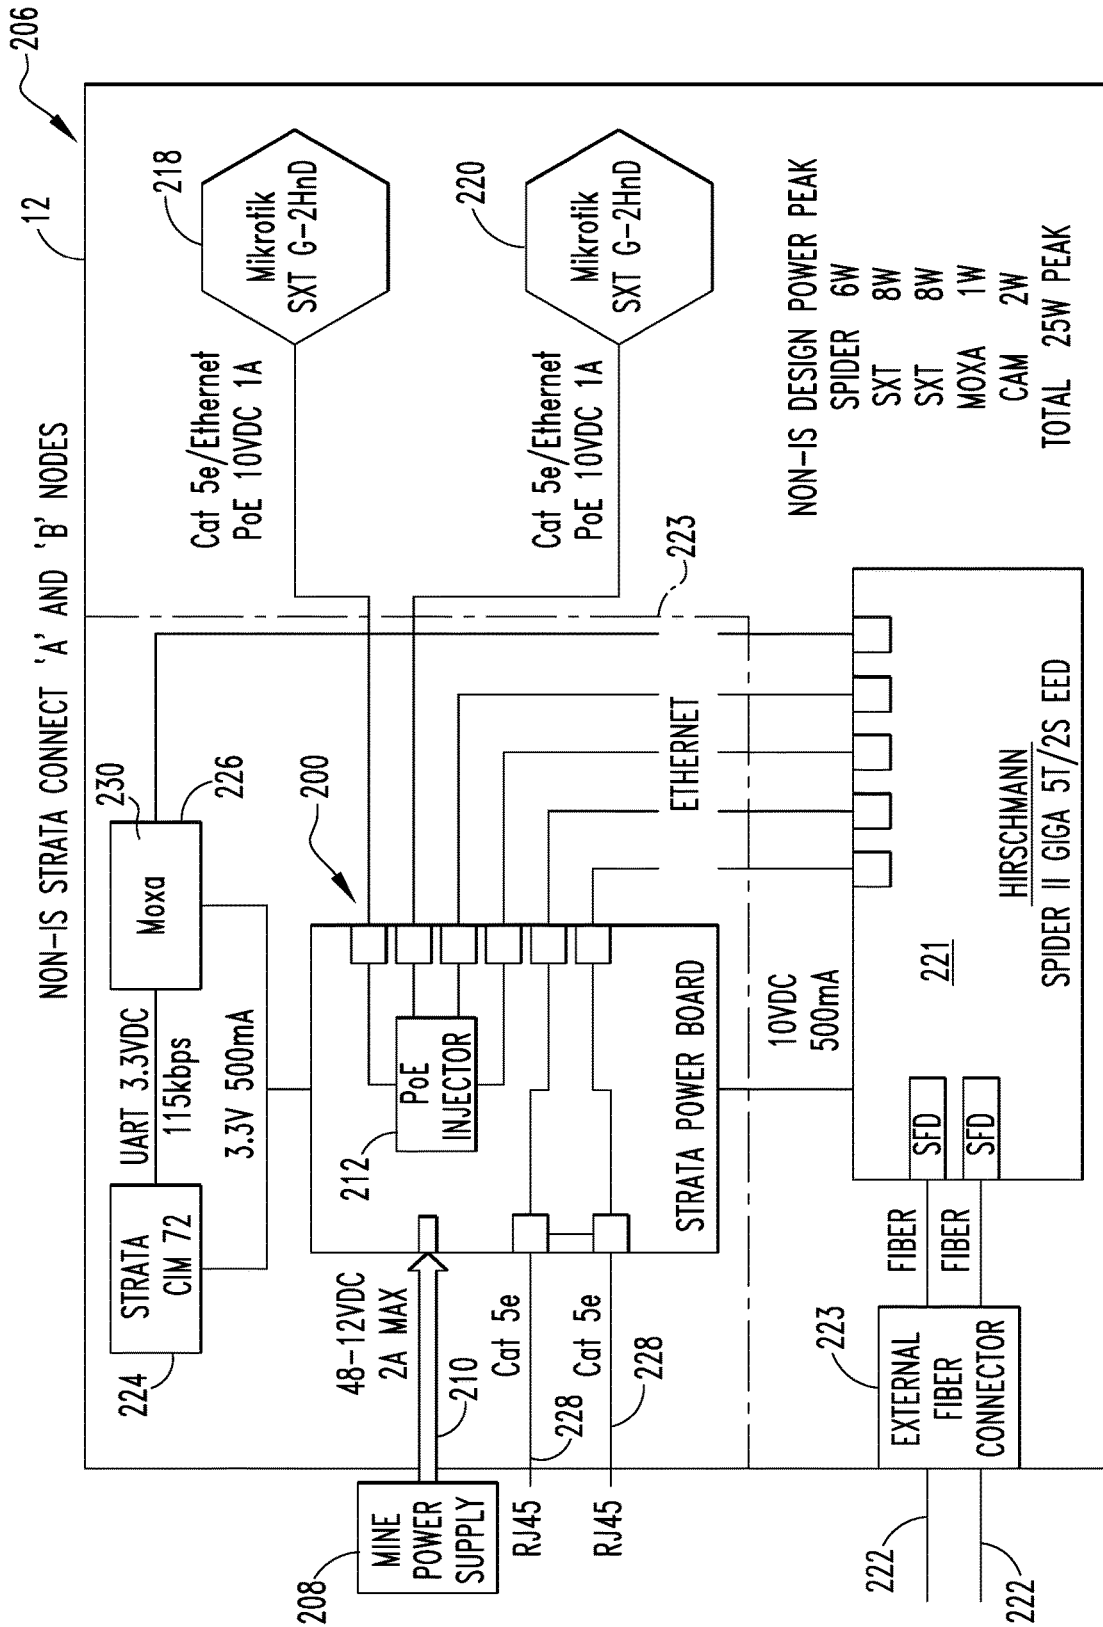 NON-IS STRATA CONNECT 'A' AND 'B' NODES
12
206
224
STRATA
CIM 72
UART 3.3VDC
115kbps
230
Moxa
226
3.3V 500mA
Cat 5e/Ethernet
PoE 10VDC 1A
Mikrotik
SXT G-2HnD
218
208
MINE
POWER
SUPPLY
48-12VDC
2A MAX
210
212
PoE
INJECTOR
200
Cat 5e/Ethernet
PoE 10VDC 1A
Mikrotik
SXT G-2HnD
220
RJ45
228
Cat 5e
RJ45
228
Cat 5e
STRATA POWER BOARD
ETHERNET
223
10VDC
500mA
222
222
223
EXTERNAL
FIBER
CONNECTOR
FIBER
FIBER
SFD
SFD
221
HIRSCHMANN
SPIDER II GIGA 5T/2S EED
NON-IS DESIGN POWER PEAK
SPIDER 6W
SXT 8W
SXT 8W
MOXA 1W
CAM 2W
TOTAL 25W PEAK